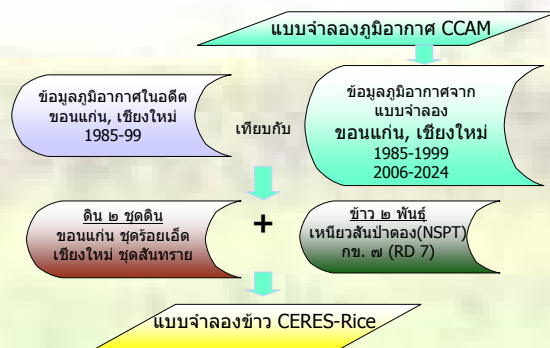 แบบจำลองภูมิอากาศ CCAM
ข้อมูลภูมิอากาศในอดีต
ขอนแก่น, เชียงใหม่
1985-99
เทียบกับ
ข้อมูลภูมิอากาศจาก
แบบจำลอง
ขอนแก่น, เชียงใหม่
1985-1999
2006-2024
ดิน ๒ ชุดดิน
ขอนแก่น ชุดร้อยเอ็ด
เชียงใหม่ ชุดสันทราย
+
ข้าว ๒ พันธุ์
เหนียวสันป่าตอง(NSPT)
กข. ๗ (RD 7)
แบบจำลองข้าว CERES-Rice